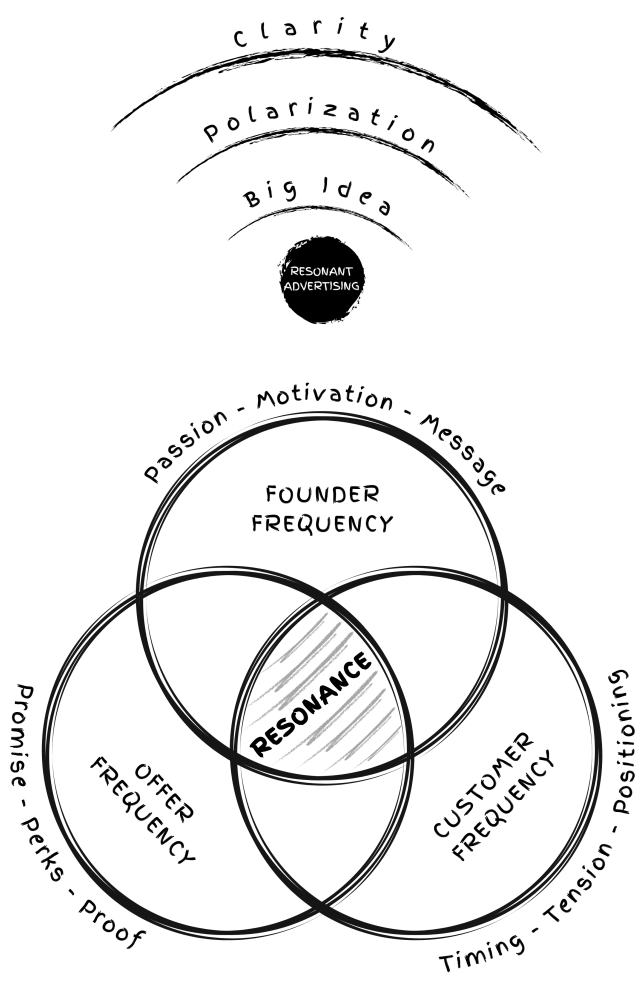 Clarity
Polarization
Big Idea
RESONANT
ADVERTISING
Passion - Motivation - Message
FOUNDER
FREQUENCY
RESONANCE
OFFER
FREQUENCY
CUSTOMER
FREQUENCY
Promise - Perks - Proof
Timing - Tension - Positioning